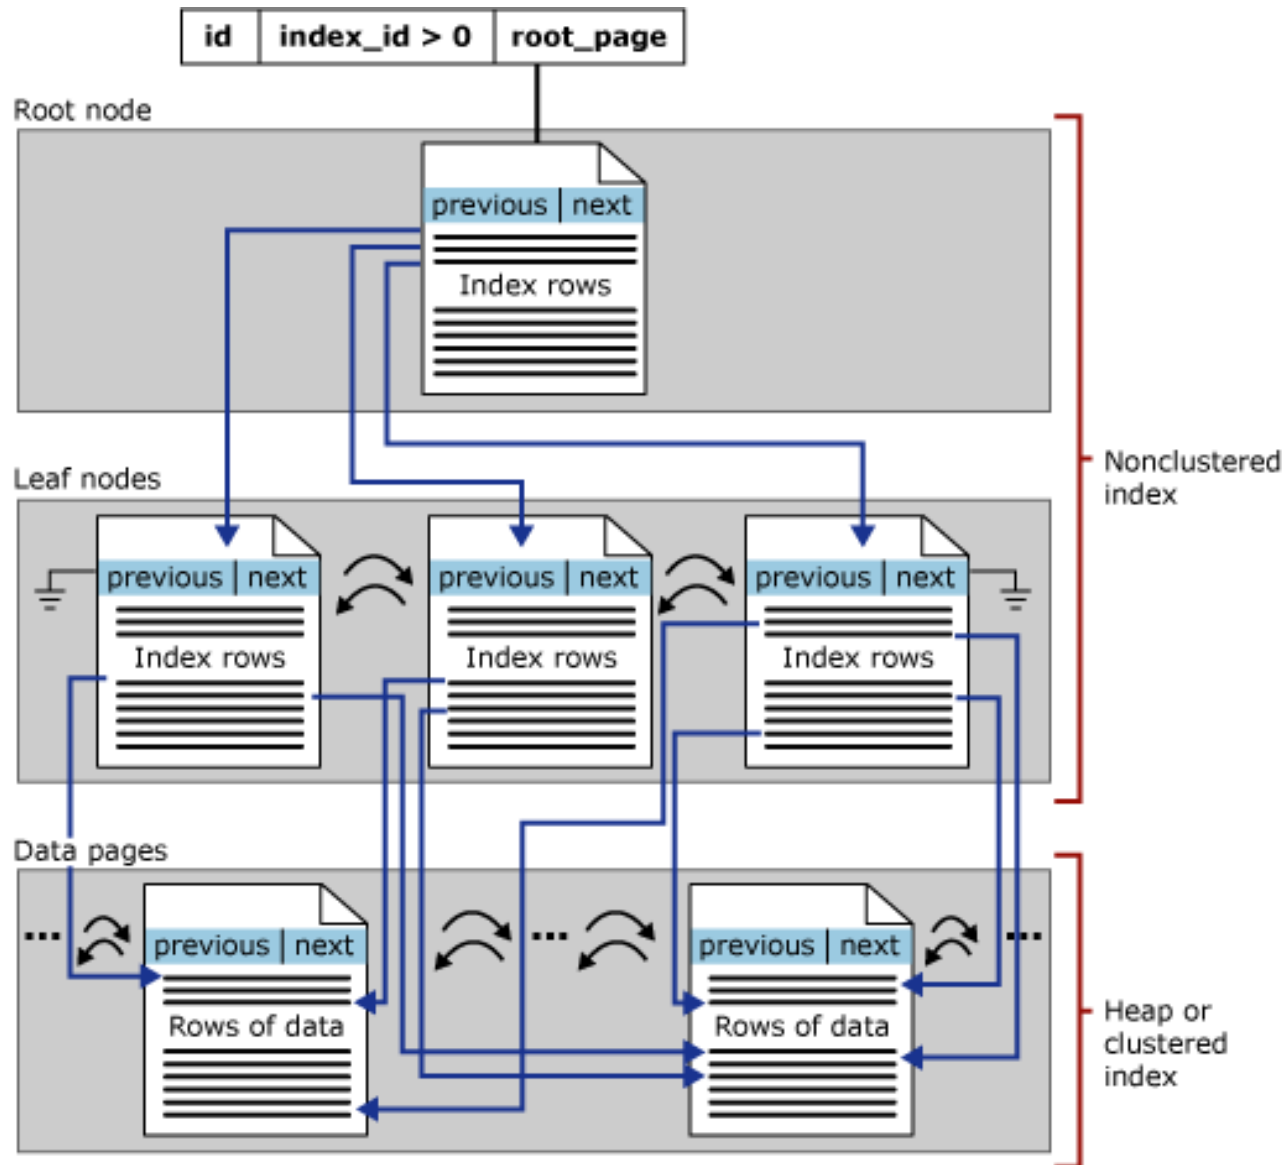 id index_id > 0 root_page
Root node
previous next
Index rows
Nonclustered
index
Leaf nodes
previous next previous next previous next
Index rows Index rows Index rows
Data pages
... ... ...
previous next previous next
Rows of data Rows of data
Heap or
clustered
index